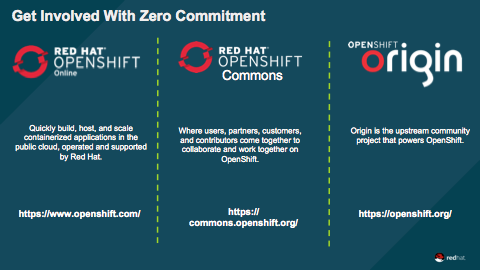 Get Involved With Zero Commitment
RED HAT®
OPENSHIFT
Online
Quickly build, host, and scale
containerized applications in the
public cloud, operated and supported
by Red Hat.
https://www.openshift.com/
RED HAT®
OPENSHIFT
Commons
Where users, partners, customers,
and contributors come together to
collaborate and work together on
OpenShift.
https://
commons.openshift.org/
OPENSHIFT
origin
Origin is the upstream community
project that powers OpenShift.
https://openshift.org/
redhat.